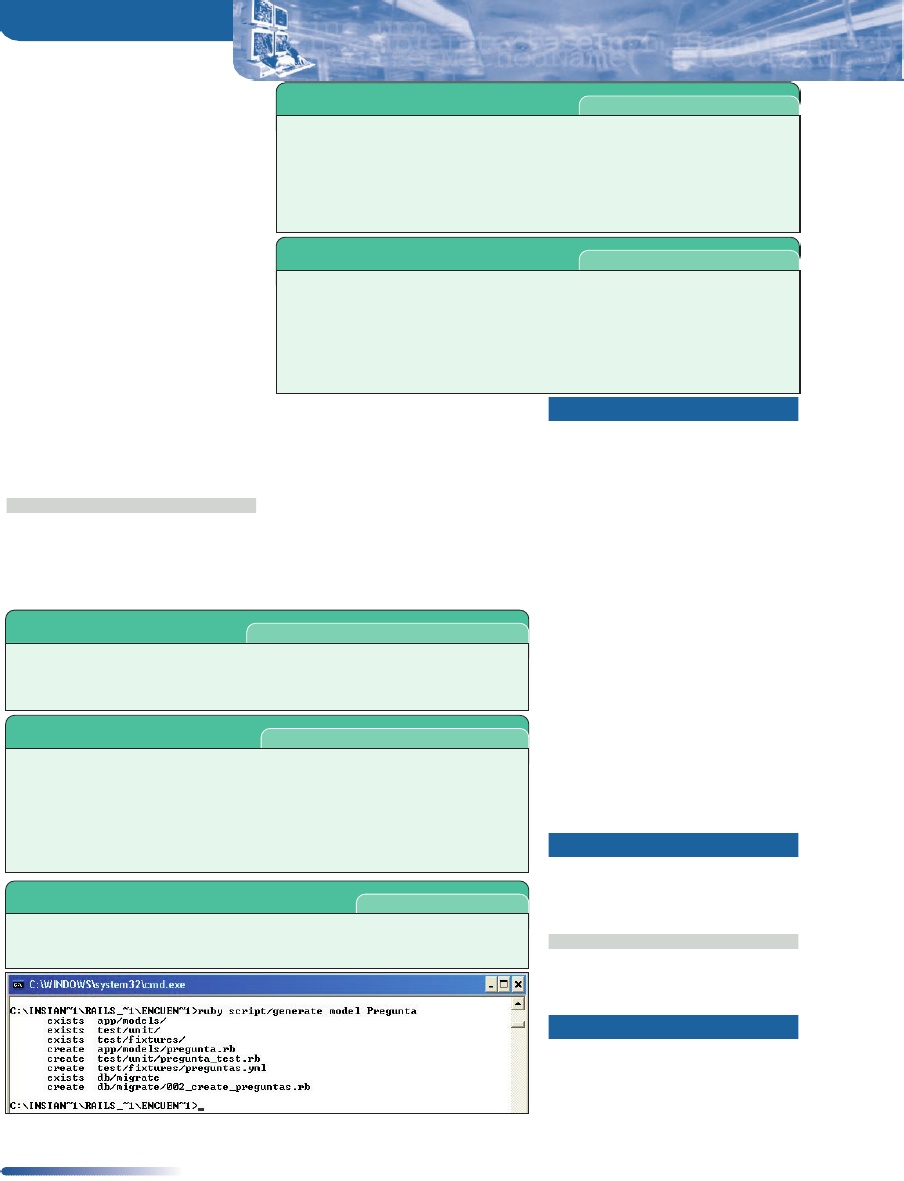 C:\WINDOWS\system32\cmd.exe
C:\INSIAN~1\RAILS_~1\ENCUEN~1>ruby script/generate model Pregunta
exists app/models/
exists test/unit/
exists test/fixtures/
create app/models/pregunta.rb
create test/unit/pregunta_test.rb
create test/fixtures/preguntas.yml
exists db/migrate
create db/migrate/002_create_preguntas.rb
C:\INSIAN~1\RAILS_~1\ENCUEN~1>_